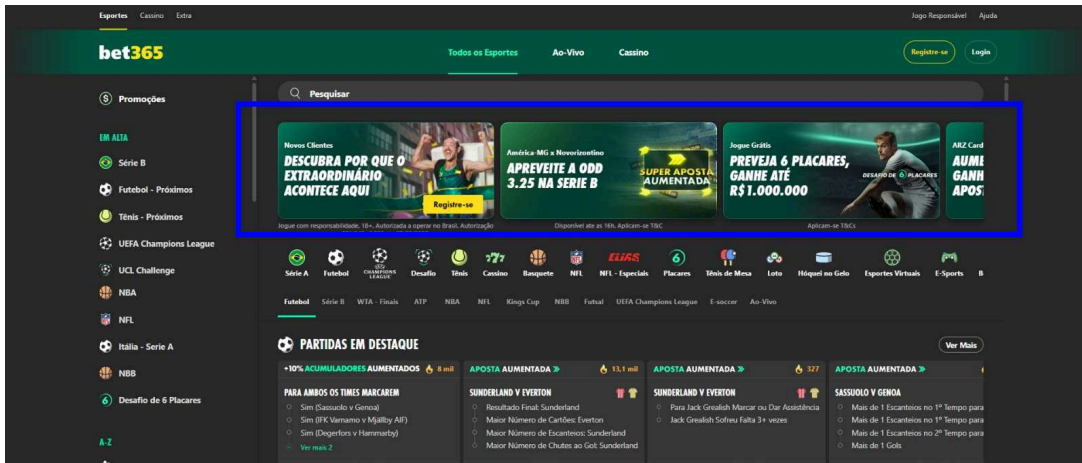 Esportes Cassino Extra Jogo Responsável Ajuda
bet365 Todos os Esportes Ao-Vivo Cassino Registre-se Login
Promoções
Pesquisar
EM ALTA
Série B
Futebol - Próximos
Tênis - Próximos
UEFA Champions League
UCL Challenge
NBA
NFL
Itália - Serie A
NBB
Desafio de 6 Placares
A-Z
Novos Clientes
DESCUBRA POR QUE O
EXTRAORDINÁRIO
ACONTECE AQUI
Registre-se
Jogue com responsabilidade. 18+. Autorizada a operar no Brasil. Autorização
América-MG x Novorizontino
APREVEITE A ODD
3.25 NA SERIE B
SUPER APOSTA
AUMENTADA
Disponível ate as 16h. Aplicam-se T&C
Jogue Grátis
PREVEJA 6 PLACARES,
GANHE ATÉ
R$1.000.000
DESAFIO DE 6 PLACARES
Aplicam-se T&Cs
ARZ Card
AUME
GANH
APOS
Série A Futebol CHAMPIONS LEAGUE Desafio Tênis 777 Cassino Basquete NFL ELIAS NFL - Especiais 6 Placares Tênis de Mesa Loto Hóquei no Gelo Esportes Virtuais E-Sports B
Futebol Série B WTA - Finais ATP NBA NFL Kings Cup NBB Futsal UEFA Champions League E-soccer Ao-Vivo
PARTIDAS EM DESTAQUE Ver Mais
+10% ACUMULADORES AUMENTADOS 8 mil
PARA AMBOS OS TIMES MARCAREM
Sim (Sassuolo v Genoa)
Sim (IFK Varnamo v Mjällby AIF)
Sim (Degerfors v Hammarby)
Ver mais 2
APOSTA AUMENTADA 13,1 mil
SUNDERLAND V EVERTON
Resultado Final: Sunderland
Maior Número de Cartões: Everton
Maior Número de Escanteios: Sunderland
Maior Número de Chutes ao Gol: Sunderland
APOSTA AUMENTADA 327
SUNDERLAND V EVERTON
Para Jack Grealish Marcar ou Dar Assistência
Jack Grealish Sofreu Falta 3+ vezes
APOSTA AUMENTADA
SASSUOLO V GENOA
Mais de 1 Escanteios no 1º Tempo para
Mais de 1 Escanteios no 1º Tempo para
Mais de 1 Escanteios no 2º Tempo para
Mais de 1 Gols